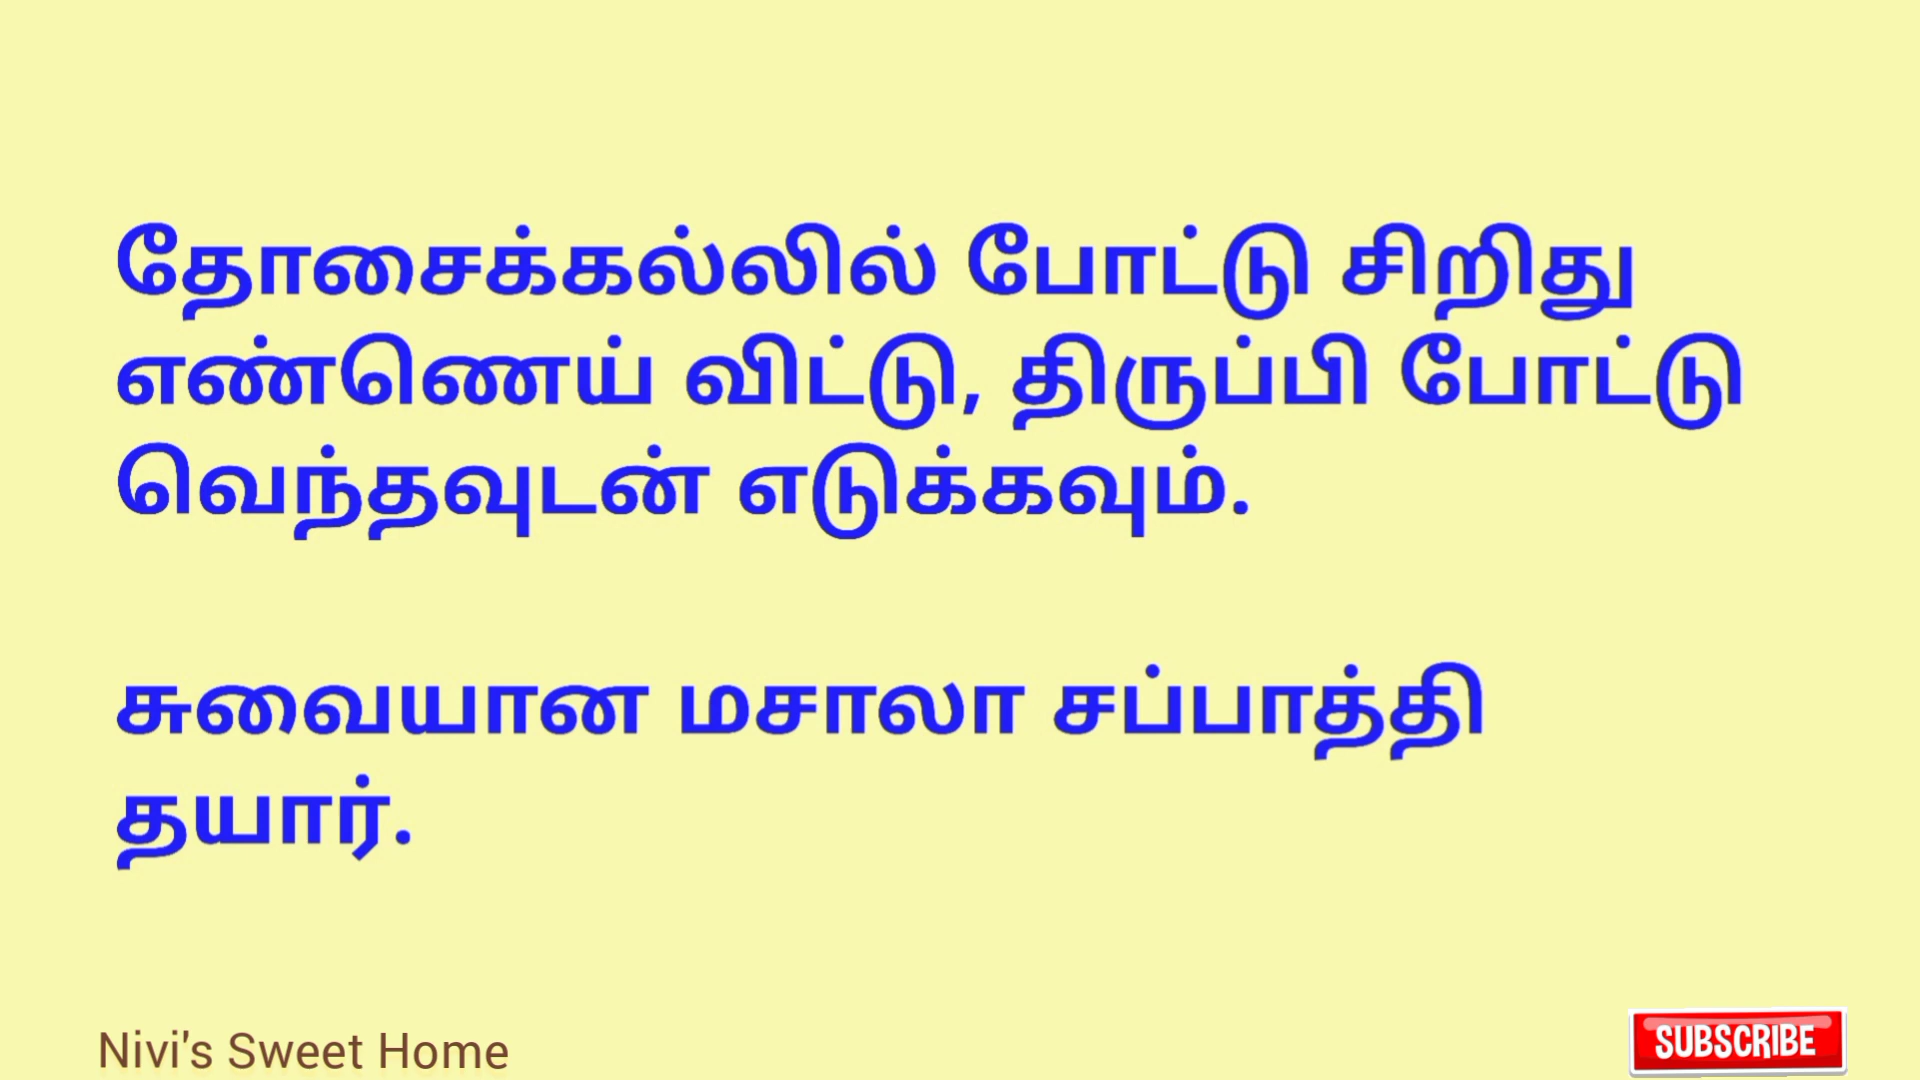 தோசைக்கல்லில் போட்டு சிறிது
எண்ணெய் விட்டு, திருப்பி போட்டு
வெந்தவுடன் எடுக்கவும்.
சுவையான மசாலா சப்பாத்தி
தயார்.
Nivi's Sweet Home
SUBSCRIBE